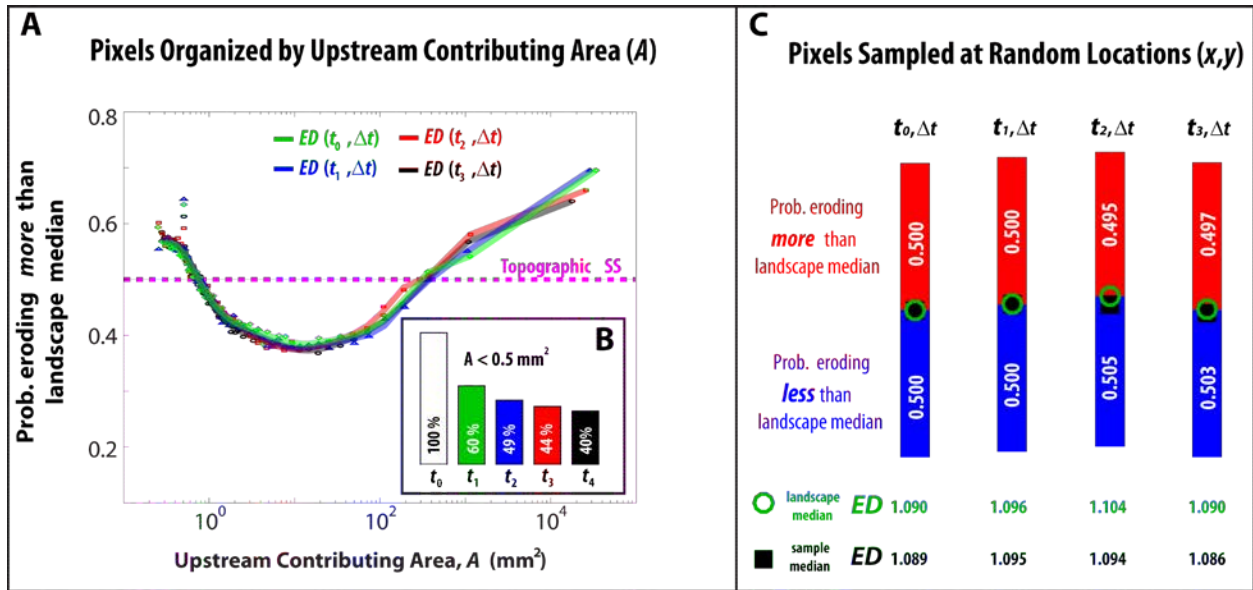 A
Pixels Organized by Upstream Contributing Area (A)
Prob. eroding more than
landscape median
0.8
0.6
0.4
0.2
ED (t0 ,Δt)
ED (t2 ,Δt)
ED (t1 ,Δt)
ED (t3 ,Δt)
Topographic SS
B
A < 0.5 mm²
100 %
60 %
49 %
44 %
40%
t0 t1 t2 t3 t4
10⁰ 10² 10⁴
Upstream Contributing Area, A (mm²)
C
Pixels Sampled at Random Locations (x,y)
t0,Δt t1,Δt t2,Δt t3,Δt
Prob. eroding
more than
landscape median
0.500 0.500 0.495 0.497
Prob. eroding
less than
landscape median
0.500 0.500 0.505 0.503
landscape
median
ED 1.090 1.096 1.104 1.090
sample
median
ED 1.089 1.095 1.094 1.086